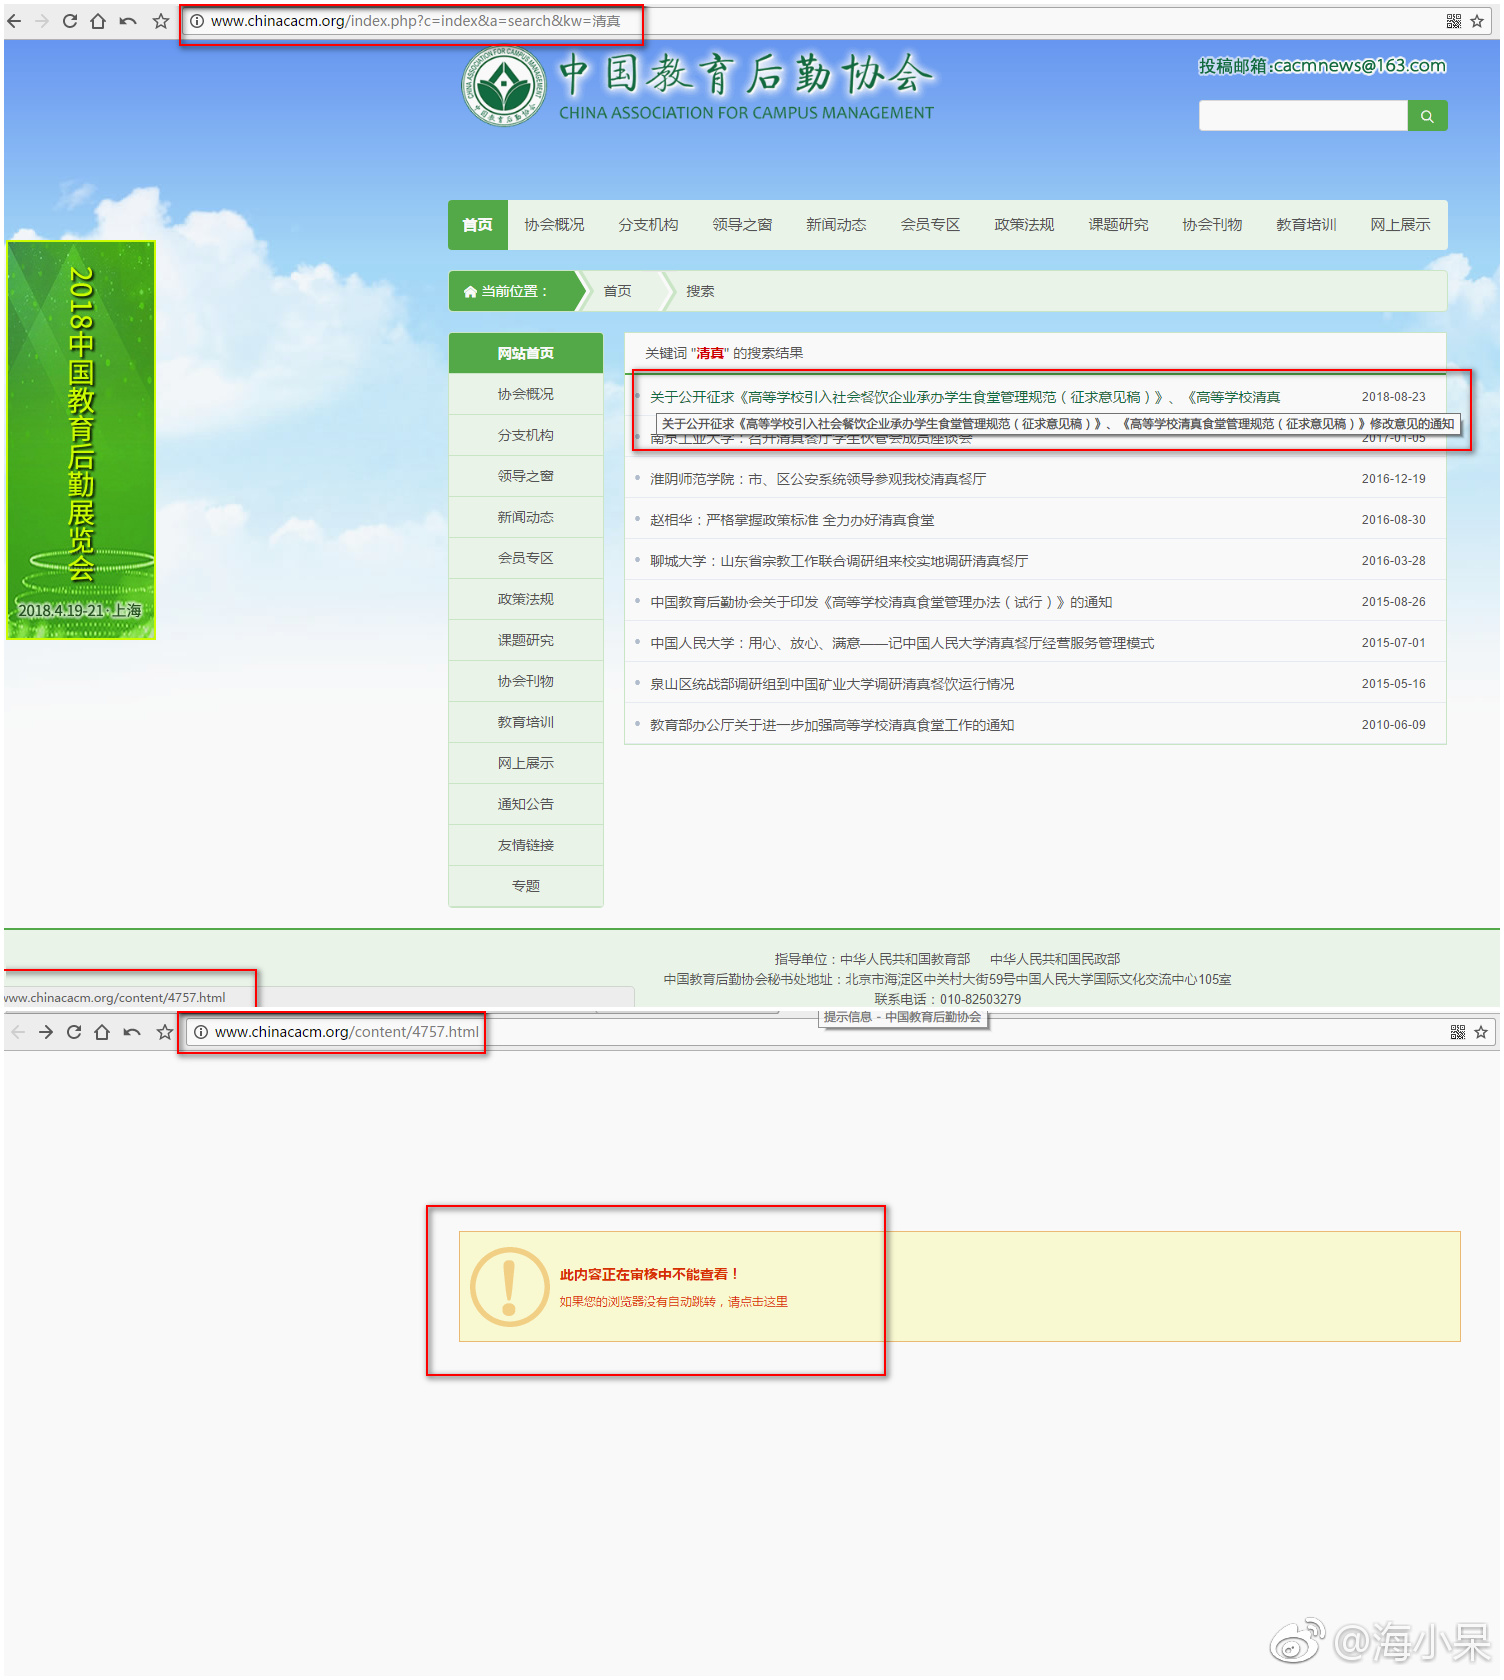 www.chinacacm.org/index.php?c=index&a=search&kw=清真
中国教育后勤协会
CHINA ASSOCIATION FOR CAMPUS MANAGEMENT
CHINA ASSOCIATION FOR CAMPUS MANAGEMENT
中国教育后勤协会
投稿邮箱:cacmnews@163.com
首页 协会概况 分支机构 领导之窗 新闻动态 会员专区 政策法规 课题研究 协会刊物 教育培训 网上展示
当前位置： 首页 搜索
2018中国教育后勤展览会
2018.4.19-21·上海
网站首页
协会概况
分支机构
领导之窗
新闻动态
会员专区
政策法规
课题研究
协会刊物
教育培训
网上展示
通知公告
友情链接
专题
关键词 "清真" 的搜索结果
关于公开征求《高等学校引入社会餐饮企业承办学生食堂管理规范（征求意见稿）》、《高等学校清真 2018-08-23
关于公开征求《高等学校引入社会餐饮企业承办学生食堂管理规范（征求意见稿）》、《高等学校清真食堂管理规范（征求意见稿）》修改意见的通知
南京工业大学：召开清真餐厅学生伙管会成员座谈会 2017-01-05
淮阴师范学院：市、区公安系统领导参观我校清真餐厅 2016-12-19
赵相华：严格掌握政策标准 全力办好清真食堂 2016-08-30
聊城大学：山东省宗教工作联合调研组来校实地调研清真餐厅 2016-03-28
中国教育后勤协会关于印发《高等学校清真食堂管理办法（试行）》的通知 2015-08-26
中国人民大学：用心、放心、满意——记中国人民大学清真餐厅经营服务管理模式 2015-07-01
泉山区统战部调研组到中国矿业大学调研清真餐饮运行情况 2015-05-16
教育部办公厅关于进一步加强高等学校清真食堂工作的通知 2010-06-09
指导单位：中华人民共和国教育部 中华人民共和国民政部
中国教育后勤协会秘书处地址：北京市海淀区中关村大街59号中国人民大学国际文化交流中心105室
联系电话：010-82503279
www.chinacacm.org/content/4757.html
提示信息 - 中国教育后勤协会
www.chinacacm.org/content/4757.html
此内容正在审核中不能查看！
如果您的浏览器没有自动跳转，请点击这里
@海小呆